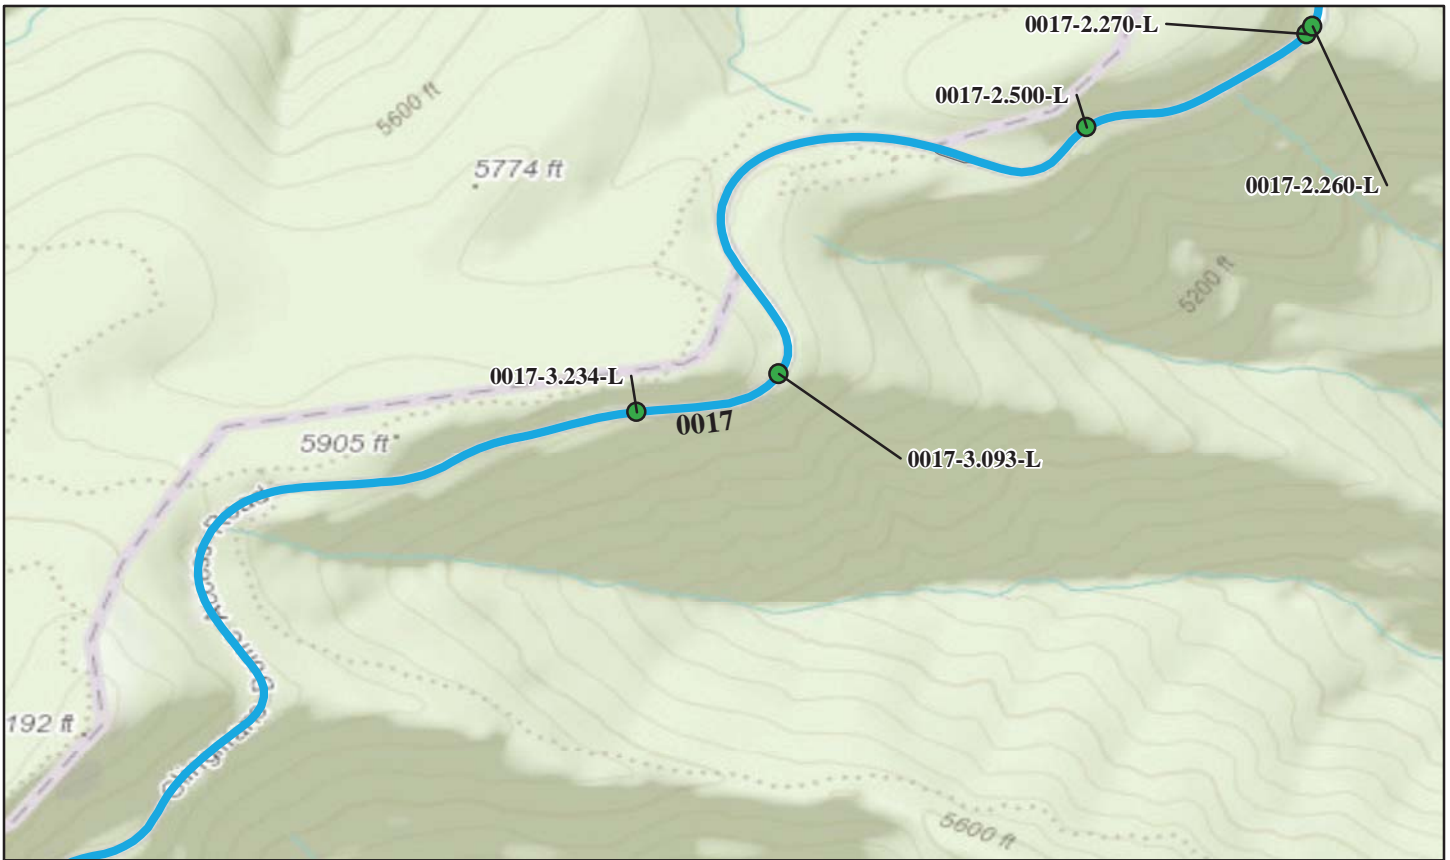 0017-2.270-L
0017-2.500-L
5600 ft
5774 ft
0017-2.260-L
5200 ft
0017-3.234-L
0017
5905 ft
0017-3.093-L
Road
192 ft
5600 ft